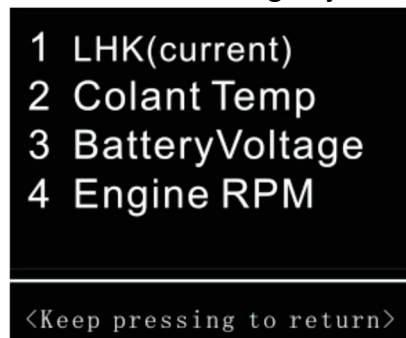 1 LHK(current)
2 Colant Temp
3 BatteryVoltage
4 Engine RPM
<Keep pressing to return>